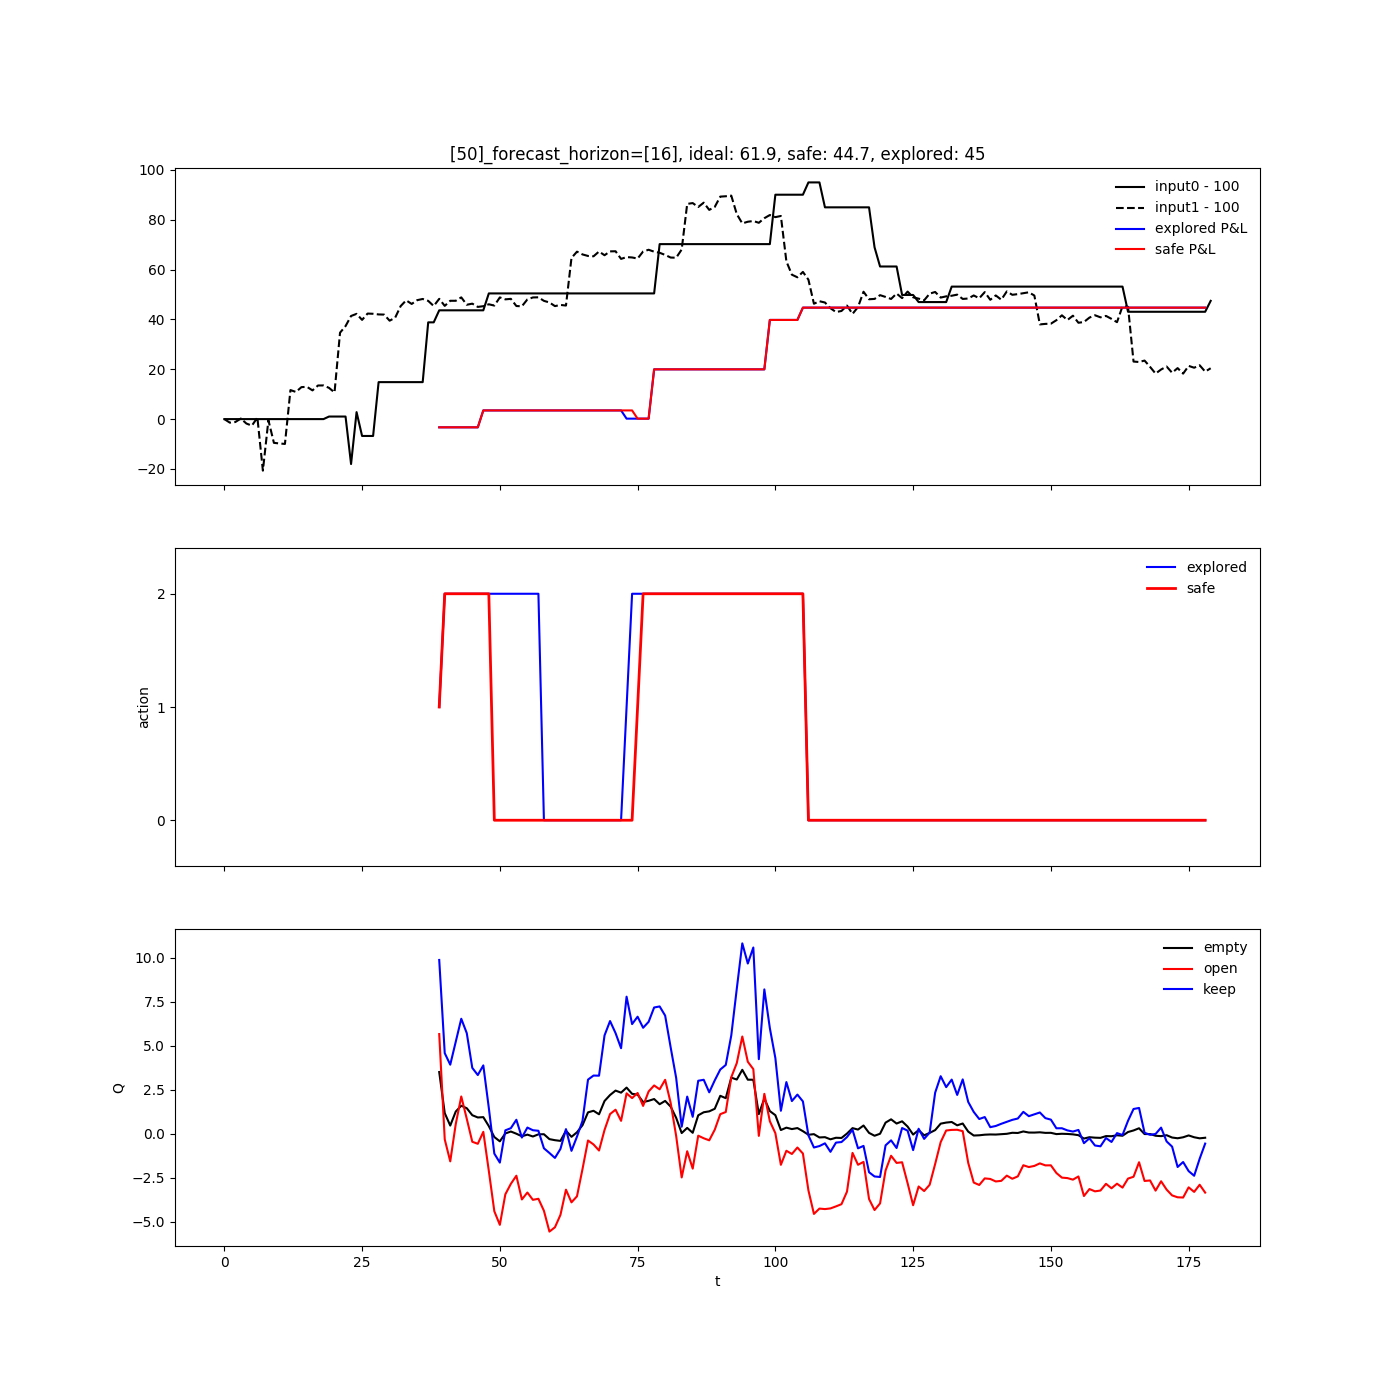 [50]_forecast_horizon=[16], ideal: 61.9, safe: 44.7, explored: 45
100
80
60
40
20
0
−20
input0 - 100
input1 - 100
explored P&L
safe P&L
action
2
1
0
explored
safe
Q
10.0
7.5
5.0
2.5
0.0
−2.5
−5.0
empty
open
keep
0 25 50 75 100 125 150 175
t